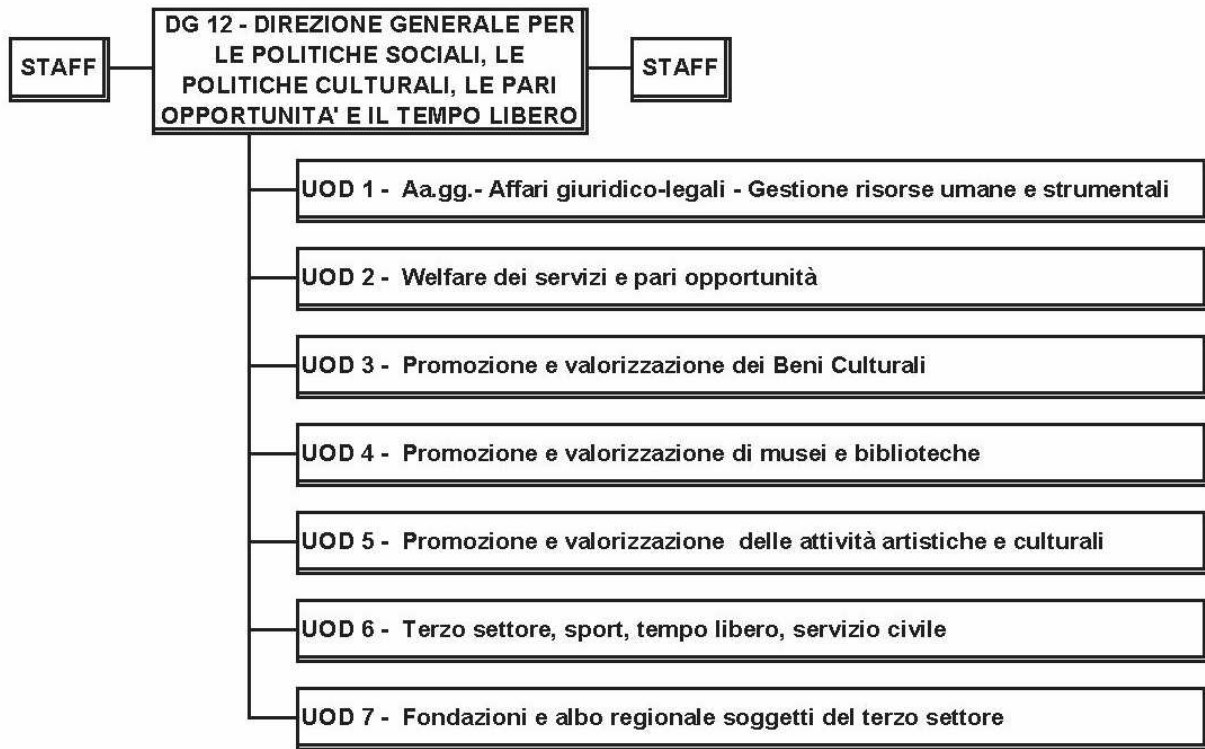 DG 12 - DIREZIONE GENERALE PER
LE POLITICHE SOCIALI, LE
POLITICHE CULTURALI, LE PARI
OPPORTUNITA' E IL TEMPO LIBERO
STAFF
STAFF
UOD 1 - Aa.gg.- Affari giuridico-legali - Gestione risorse umane e strumentali
UOD 2 - Welfare dei servizi e pari opportunità
UOD 3 - Promozione e valorizzazione dei Beni Culturali
UOD 4 - Promozione e valorizzazione di musei e biblioteche
UOD 5 - Promozione e valorizzazione delle attività artistiche e culturali
UOD 6 - Terzo settore, sport, tempo libero, servizio civile
UOD 7 - Fondazioni e albo regionale soggetti del terzo settore